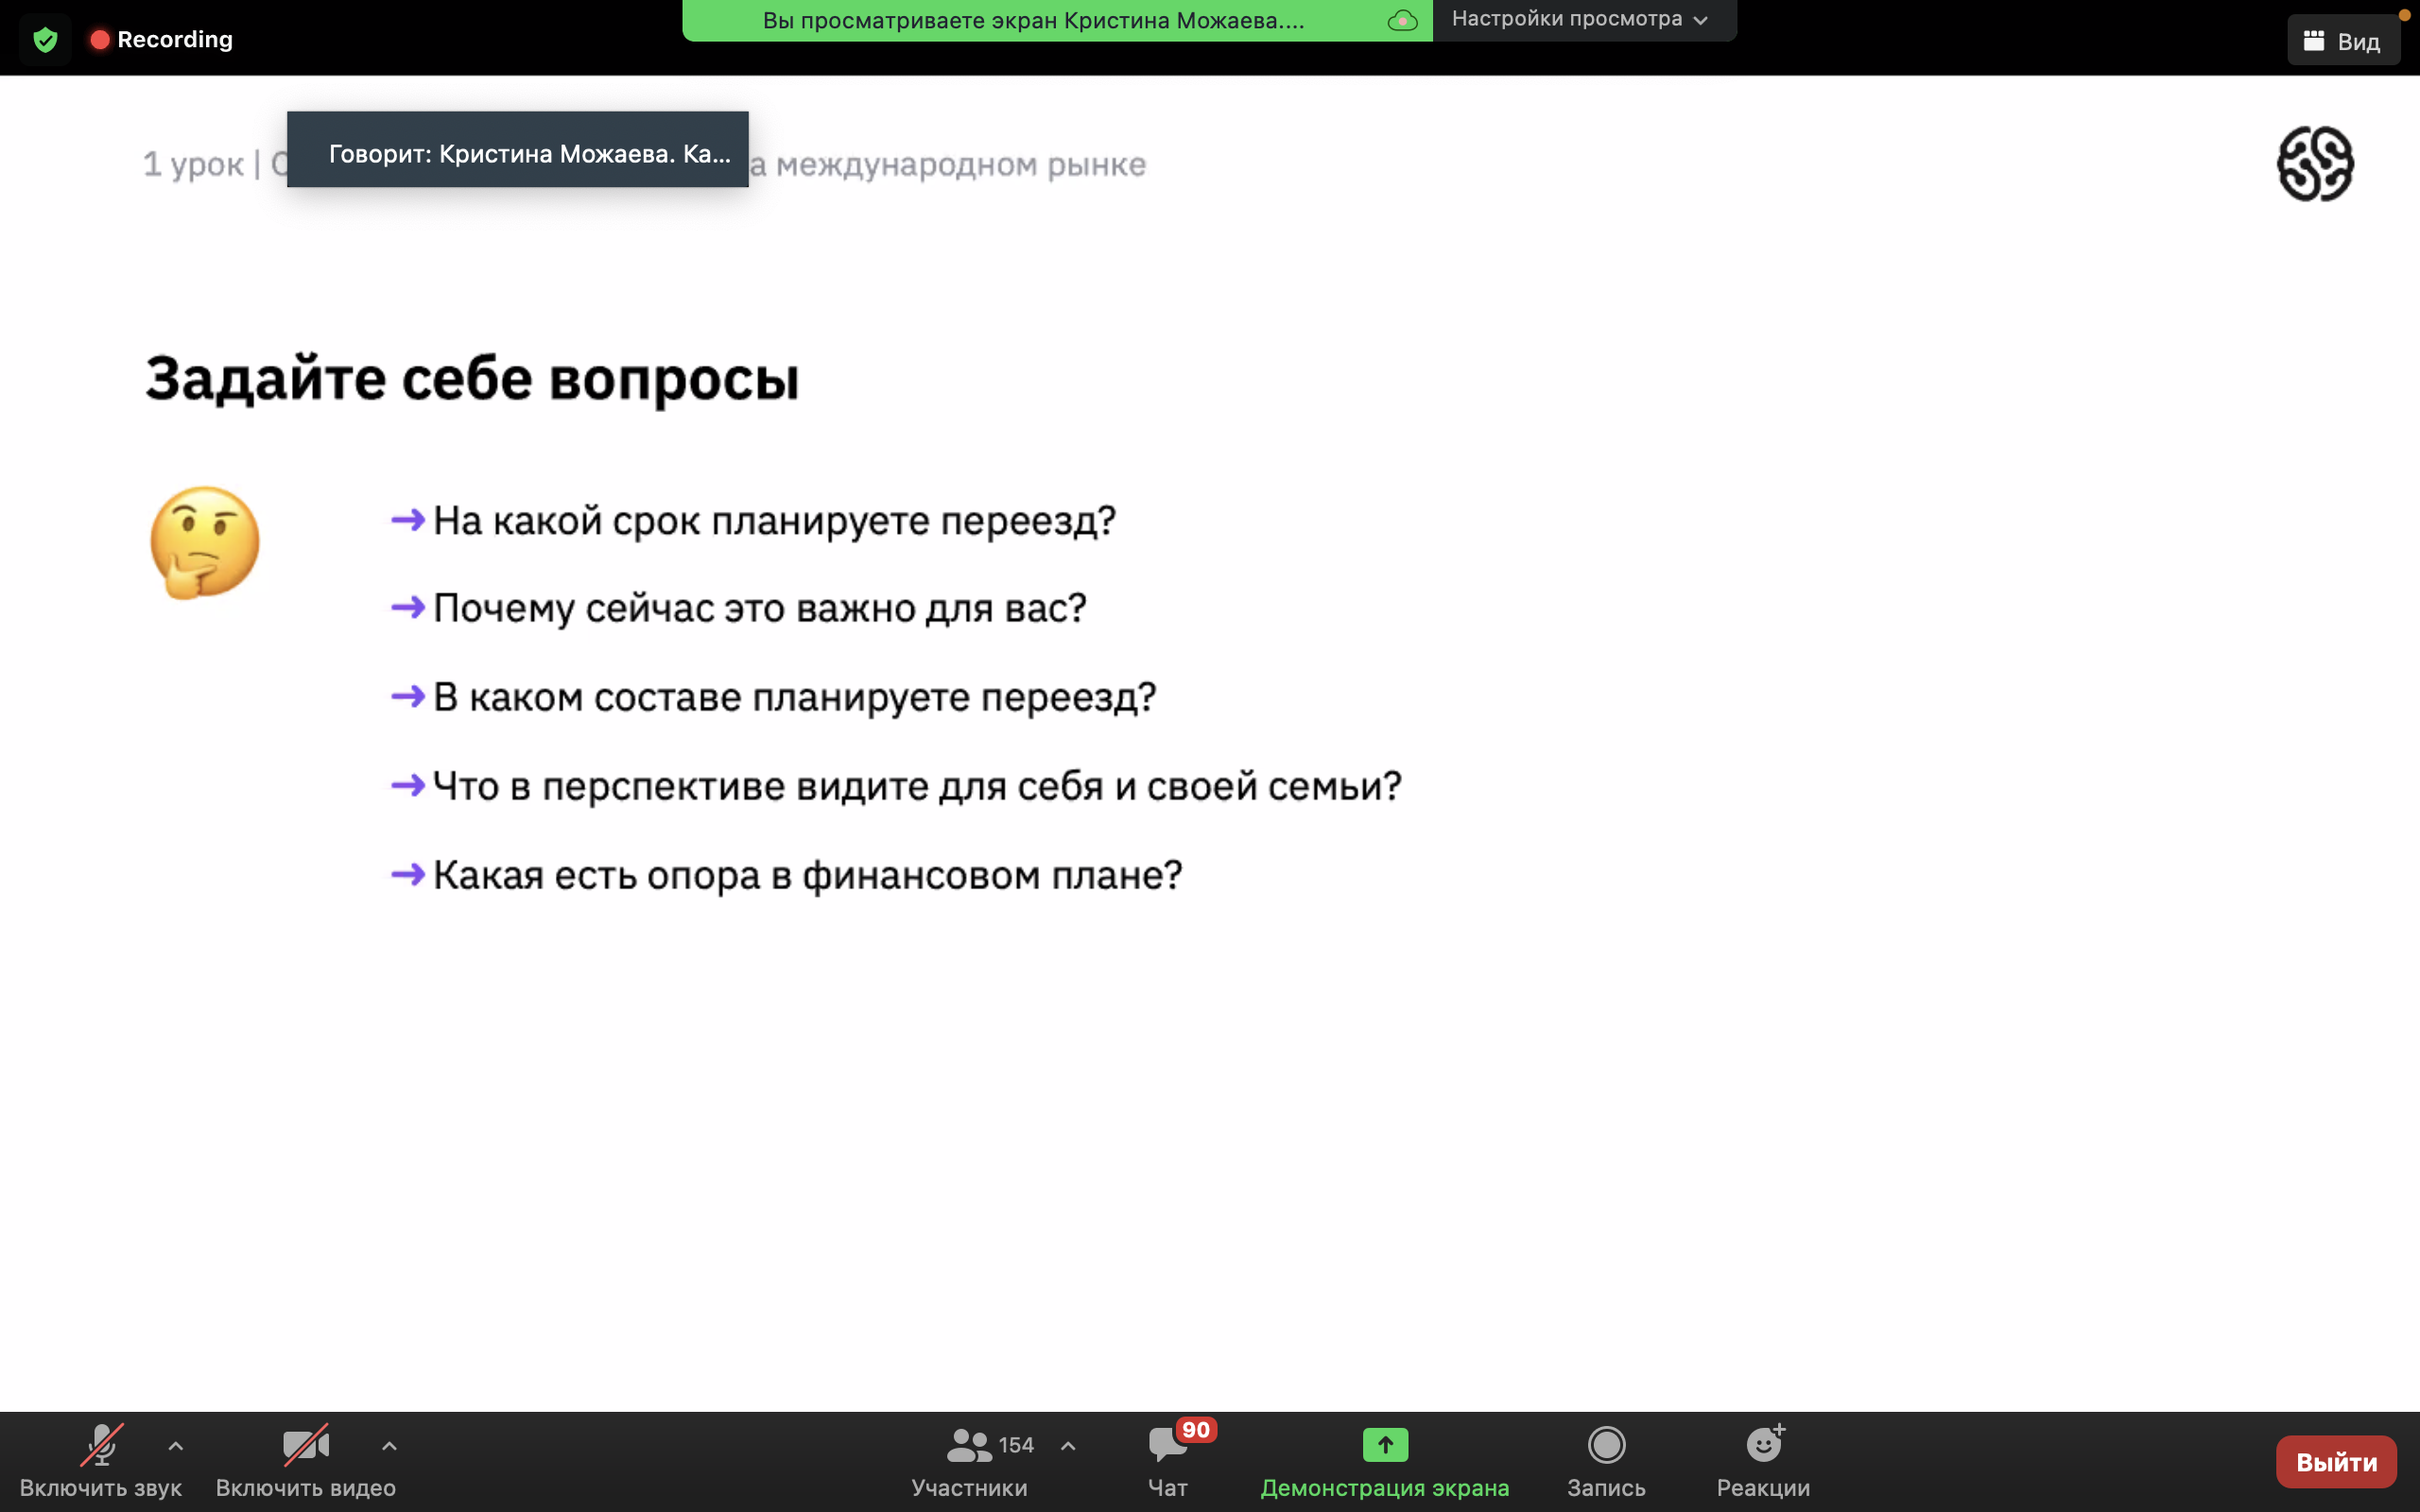 Recording
Вы просматриваете экран Кристина Можаева....
Настройки просмотра
Вид
Говорит: Кристина Можаева. Ка...
1 урок | а международном рынке
Задайте себе вопросы
→ На какой срок планируете переезд?
→ Почему сейчас это важно для вас?
→ В каком составе планируете переезд?
→ Что в перспективе видите для себя и своей семьи?
→ Какая есть опора в финансовом плане?
Включить звук
Включить видео
154
Участники
90
Чат
Демонстрация экрана
Запись
Реакции
Выйти